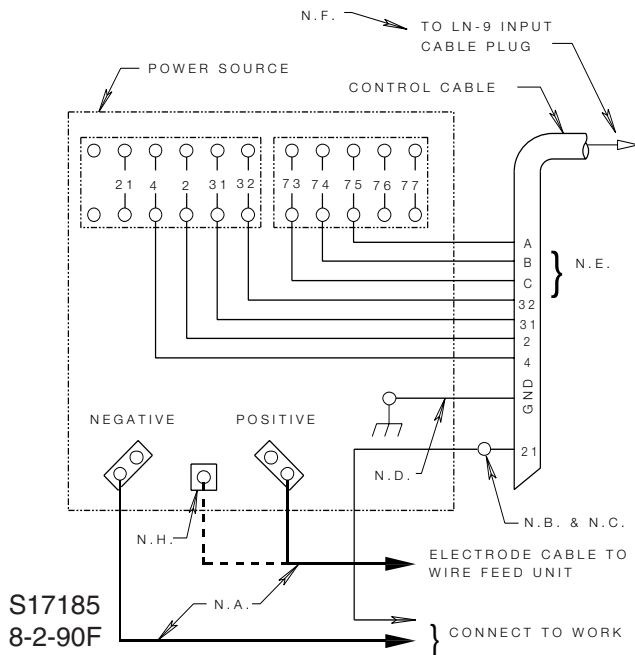 N.F.
TO LN-9 INPUT
CABLE PLUG
POWER SOURCE
CONTROL CABLE
21 4 2 31 32 73 74 75 76 77
A
B
C
N.E.
32
31
2
4
GND
NEGATIVE
POSITIVE
21
N.D.
N.B. & N.C.
N.H.
ELECTRODE CABLE TO
WIRE FEED UNIT
N.A.
CONNECT TO WORK
S17185
8-2-90F